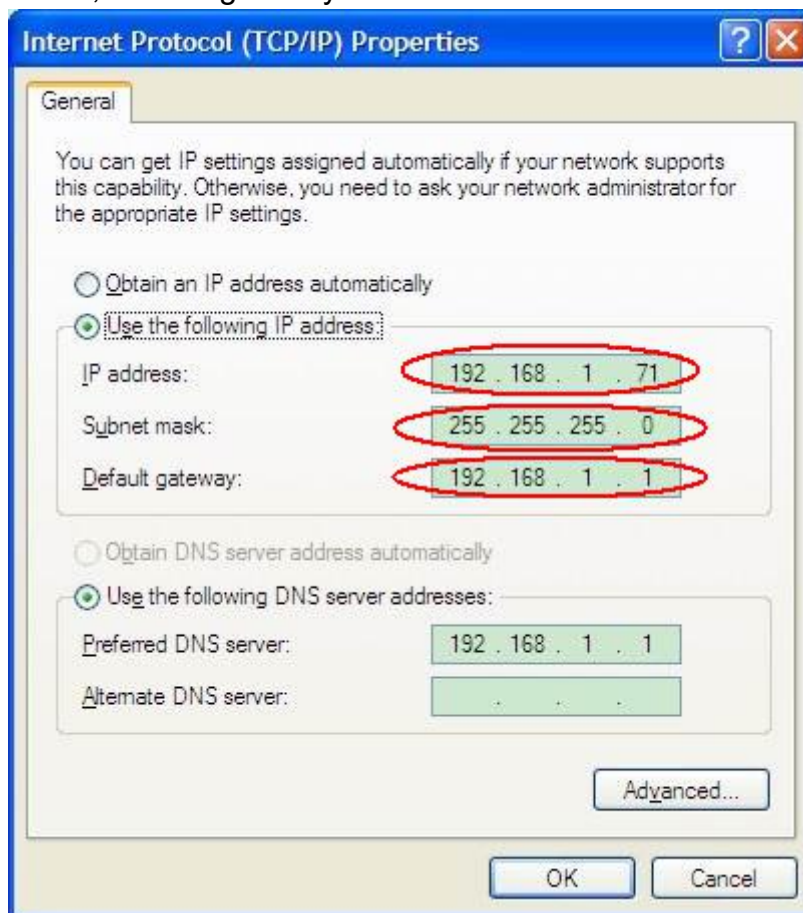 Internet Protocol (TCP/IP) Properties
General
You can get IP settings assigned automatically if your network supports
this capability. Otherwise, you need to ask your network administrator for
the appropriate IP settings.
Obtain an IP address automatically
Use the following IP address:
IP address: 192 . 168 . 1 . 71
Subnet mask: 255 . 255 . 255 . 0
Default gateway: 192 . 168 . 1 . 1
Obtain DNS server address automatically
Use the following DNS server addresses:
Preferred DNS server: 192 . 168 . 1 . 1
Alternate DNS server: . . .
Advanced...
OK Cancel